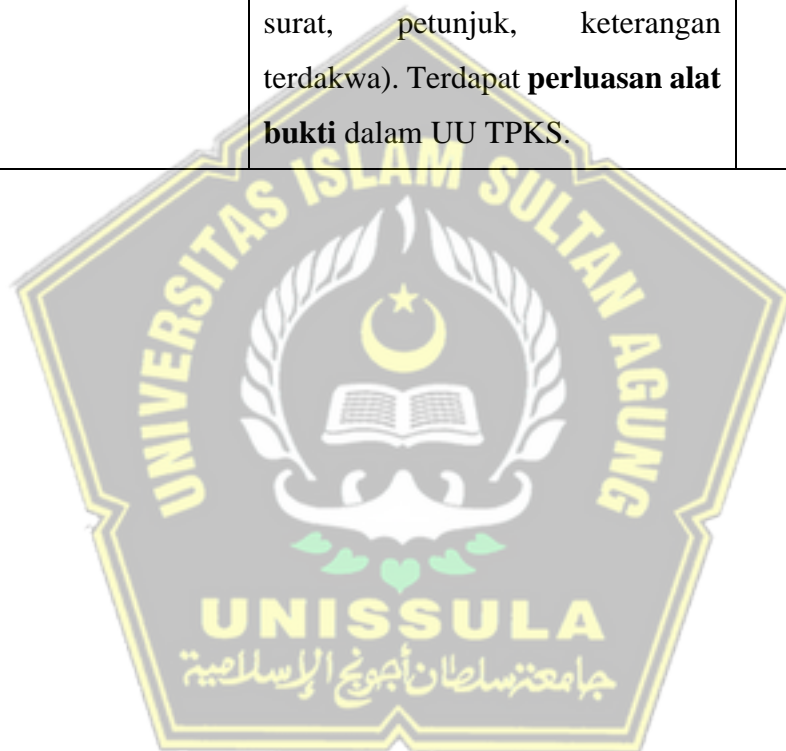 surat, petunjuk, keterangan
terdakwa). Terdapat perluasan alat
bukti dalam UU TPKS.
UNIVERSITAS ISLAM SULTAN AGUNG
UNISSULA
جامعة سلطان أجونج الإسلامية